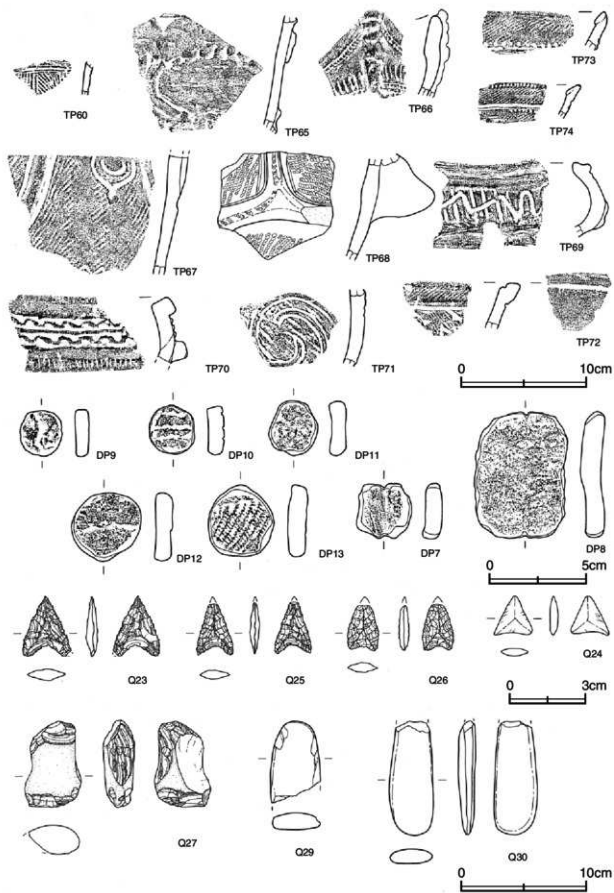 TP60
TP65
TP66
TP73
TP74
TP67
TP68
TP69
TP70
TP71
TP72
0 10cm
DP9
DP10
DP11
DP12
DP13
DP7
DP8
0 5cm
Q23
Q25
Q26
Q24
0 3cm
Q27
Q29
Q30
0 10cm